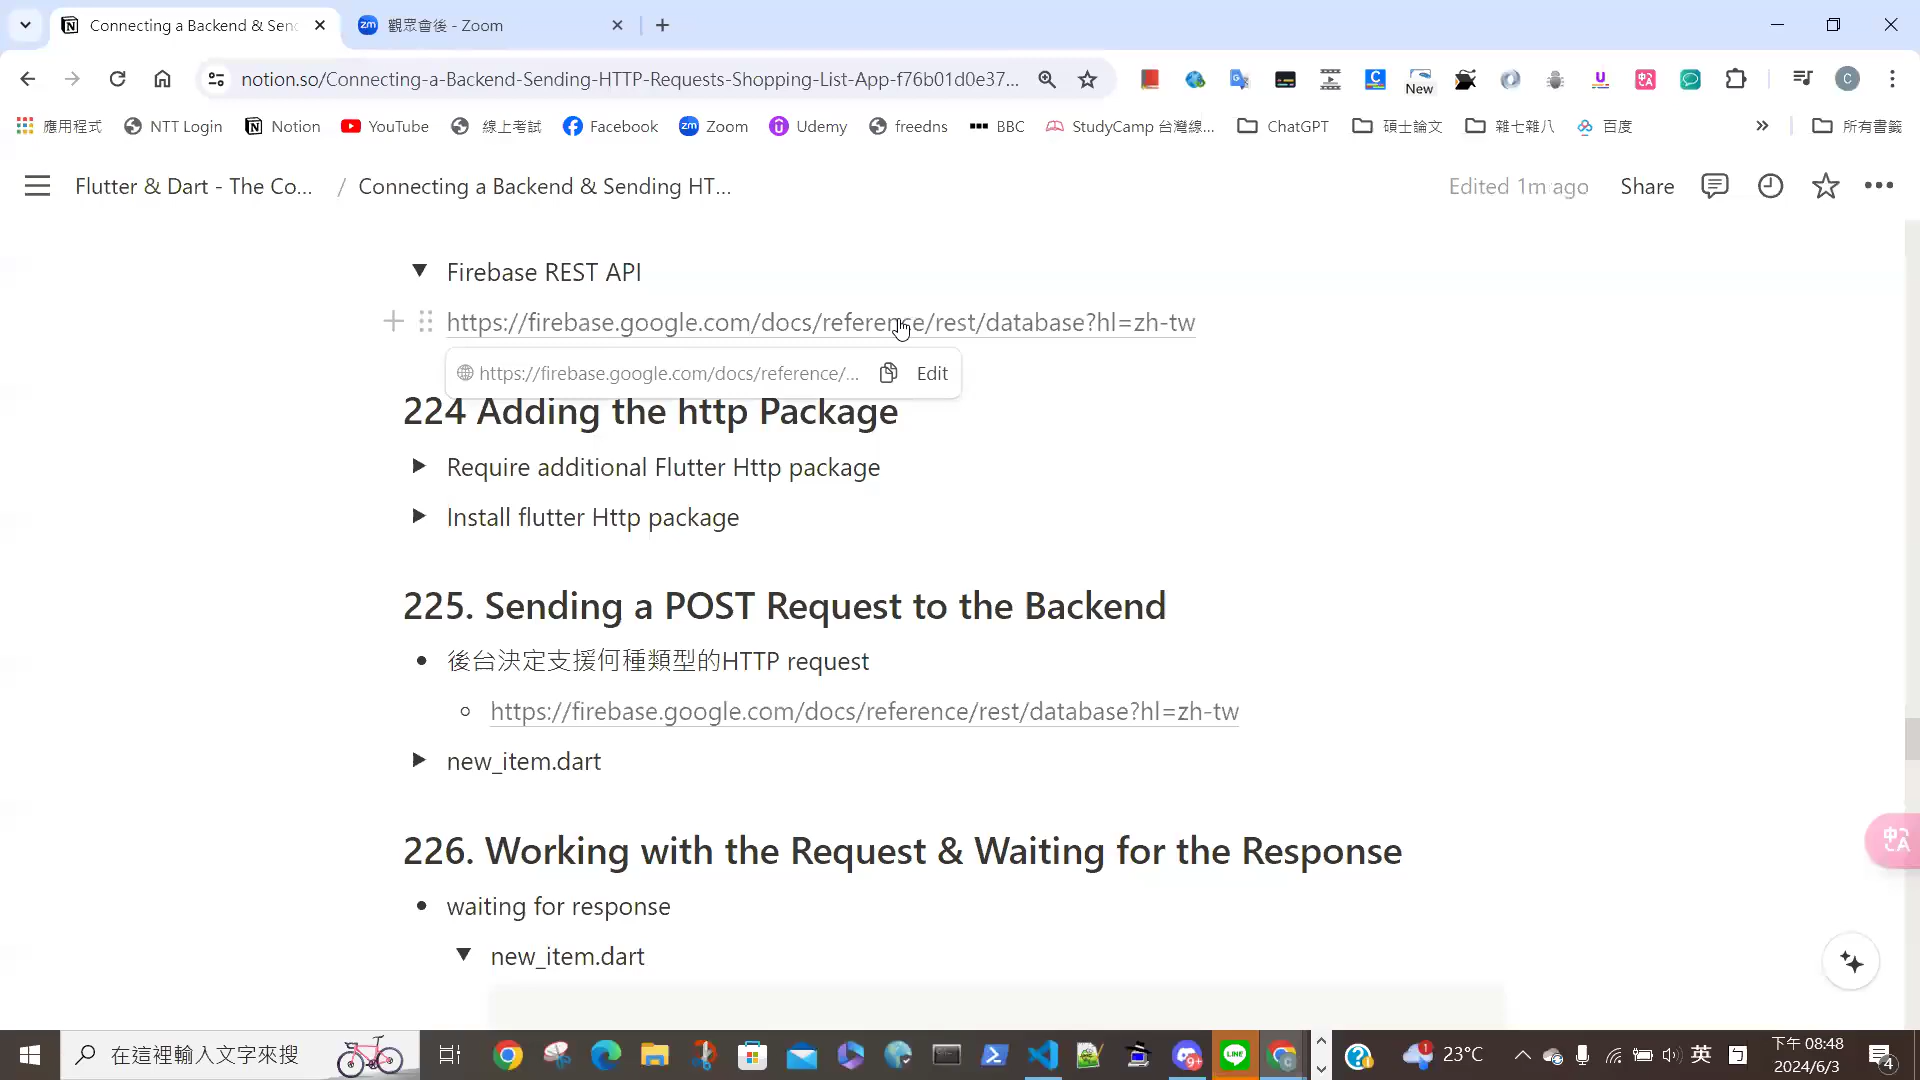 Connecting a Backend & Sen
觀眾會後 - Zoom
notion.so/Connecting-a-Backend-Sending-HTTP-Requests-Shopping-List-App-f76b01d0e37...
New
C
應用程式
NTT Login
Notion
YouTube
線上考試
Facebook
Zoom
Udemy
freedns
BBC
StudyCamp 台灣線...
ChatGPT
碩士論文
雜七雜八
百度
»
所有書籤
Flutter & Dart - The Co... / Connecting a Backend & Sending HT...
Edited 1m ago
Share
Firebase REST API
https://firebase.google.com/docs/reference/rest/database?hl=zh-tw
https://firebase.google.com/docs/reference/...
Edit
224 Adding the http Package
Require additional Flutter Http package
Install flutter Http package
225. Sending a POST Request to the Backend
後台決定支援何種類型的HTTP request
https://firebase.google.com/docs/reference/rest/database?hl=zh-tw
new_item.dart
226. Working with the Request & Waiting for the Response
waiting for response
new_item.dart
在這裡輸入文字來搜
9+
LINE
23°C
英
下午 08:48
2024/6/3
4